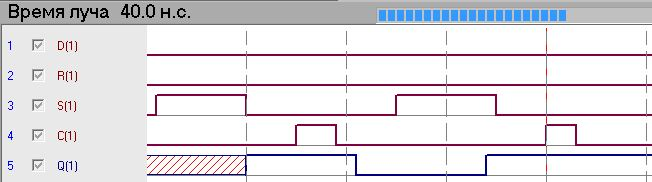 Время луча 40.0 н.с.
1 D(1)
2 R(1)
3 S(1)
4 C(1)
5 Q(1)